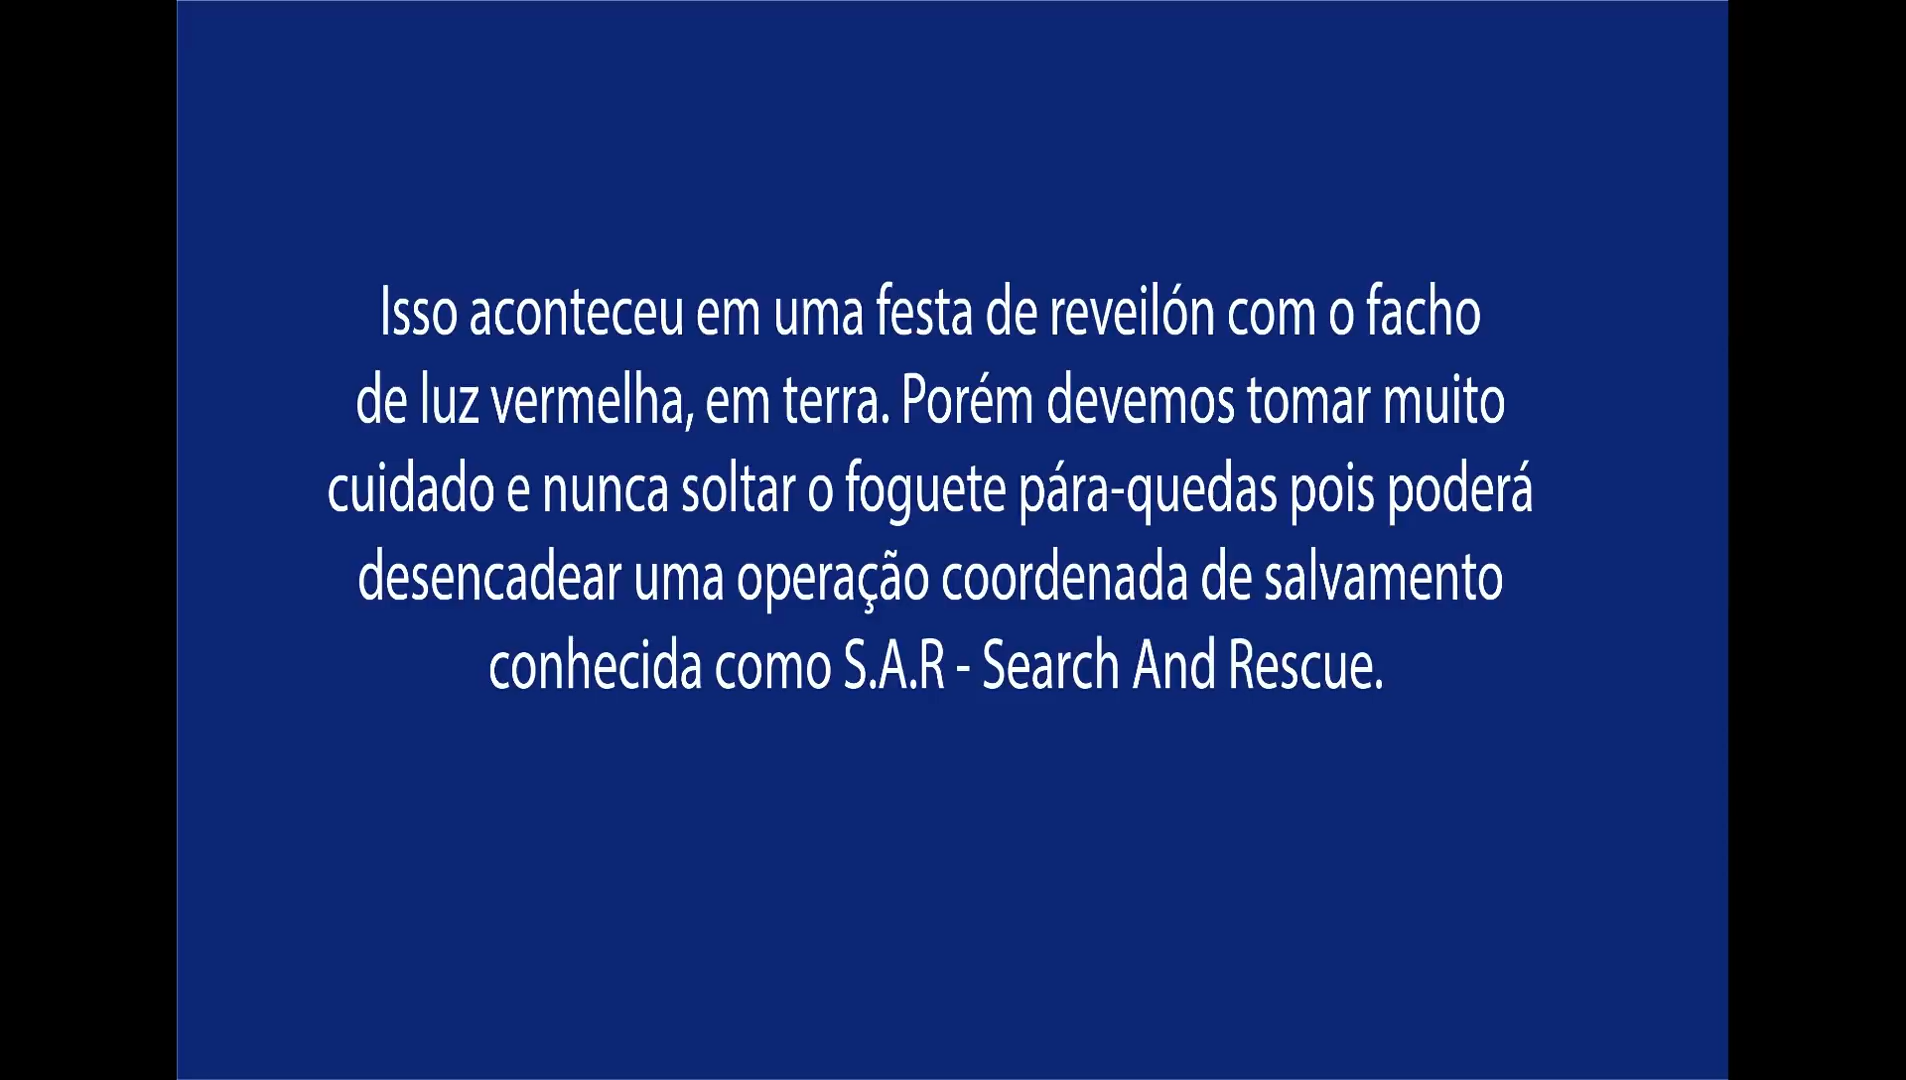 Isso aconteceu em uma festa de reveilón com o facho
de luz vermelha, em terra. Porém devemos tomar muito
cuidado e nunca soltar o foguete pára-quedas pois poderá
desencadear uma operação coordenada de salvamento
conhecida como S.A.R - Search And Rescue.